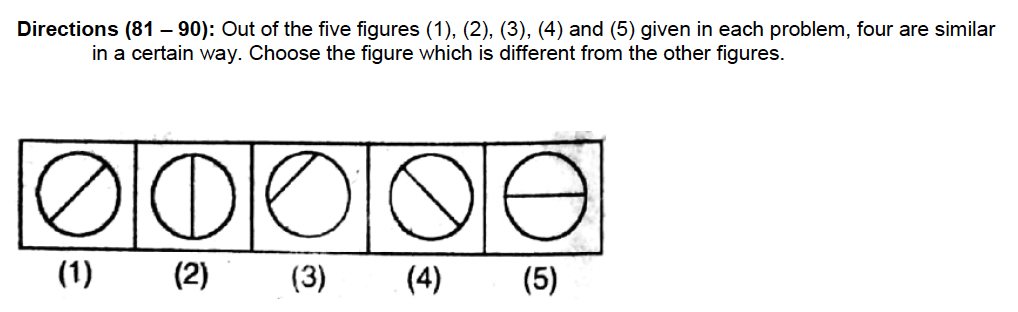 Directions (81 – 90): Out of the five figures (1), (2), (3), (4) and (5) given in each problem, four are similar
in a certain way. Choose the figure which is different from the other figures.
(1) (2) (3) (4) (5)